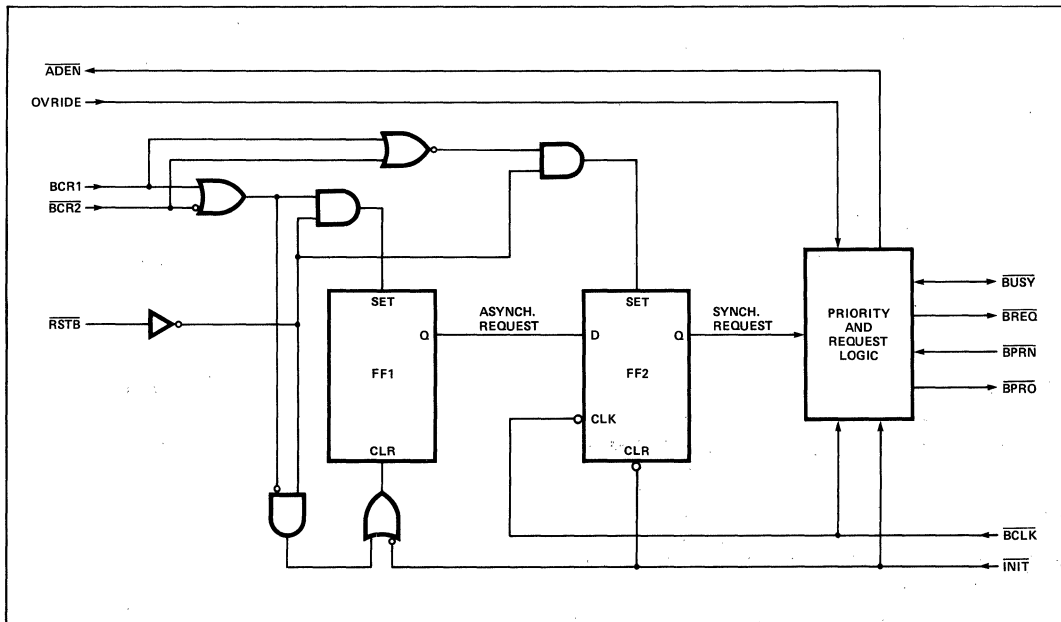 ADEN
OVRIDE
BCR1
BCR2
RSTB
SET
Q
FF1
CLR
ASYNCH.
REQUEST
SET
D
Q
FF2
CLK
CLR
SYNCH.
REQUEST
PRIORITY
AND
REQUEST
LOGIC
BUSY
BREQ
BPRN
BPRO
BCLK
INIT